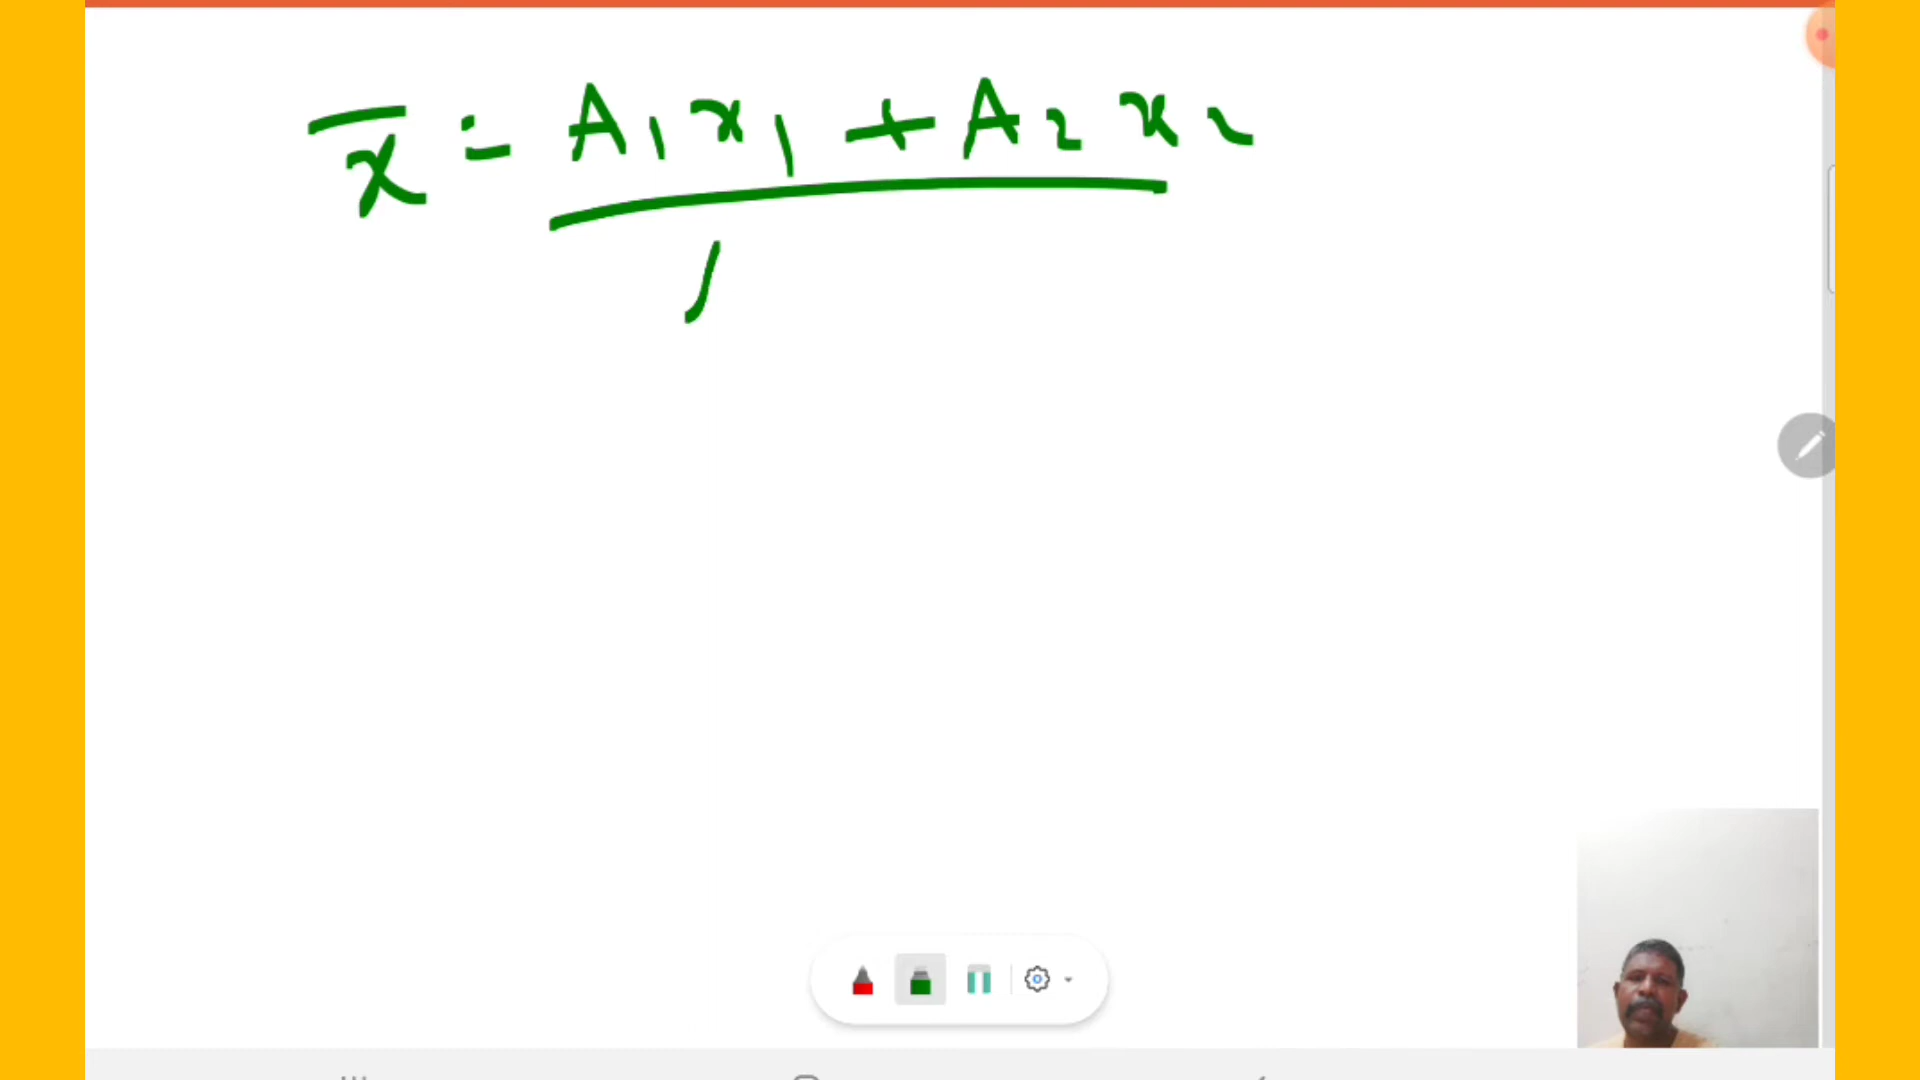 x̄ = A₁x₁ + A₂x₂